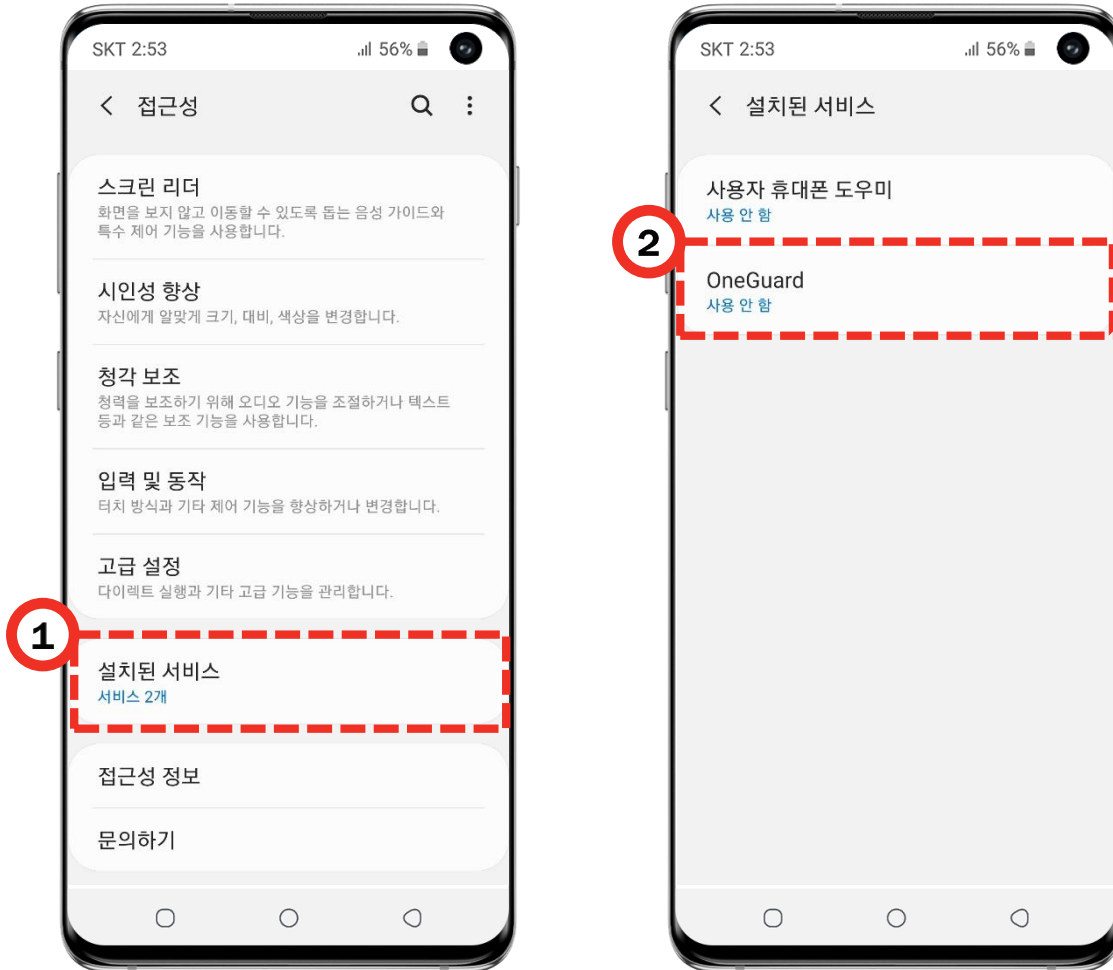 SKT 2:53
56%
접근성
스크린 리더
화면을 보지 않고 이동할 수 있도록 돕는 음성 가이드와
특수 제어 기능을 사용합니다.
시인성 향상
자신에게 알맞게 크기, 대비, 색상을 변경합니다.
청각 보조
청력을 보조하기 위해 오디오 기능을 조절하거나 텍스트
등과 같은 보조 기능을 사용합니다.
입력 및 동작
터치 방식과 기타 제어 기능을 향상하거나 변경합니다.
고급 설정
다이렉트 실행과 기타 고급 기능을 관리합니다.
1
설치된 서비스
서비스 2개
접근성 정보
문의하기
SKT 2:53
56%
설치된 서비스
사용자 휴대폰 도우미
사용 안 함
2
OneGuard
사용 안 함